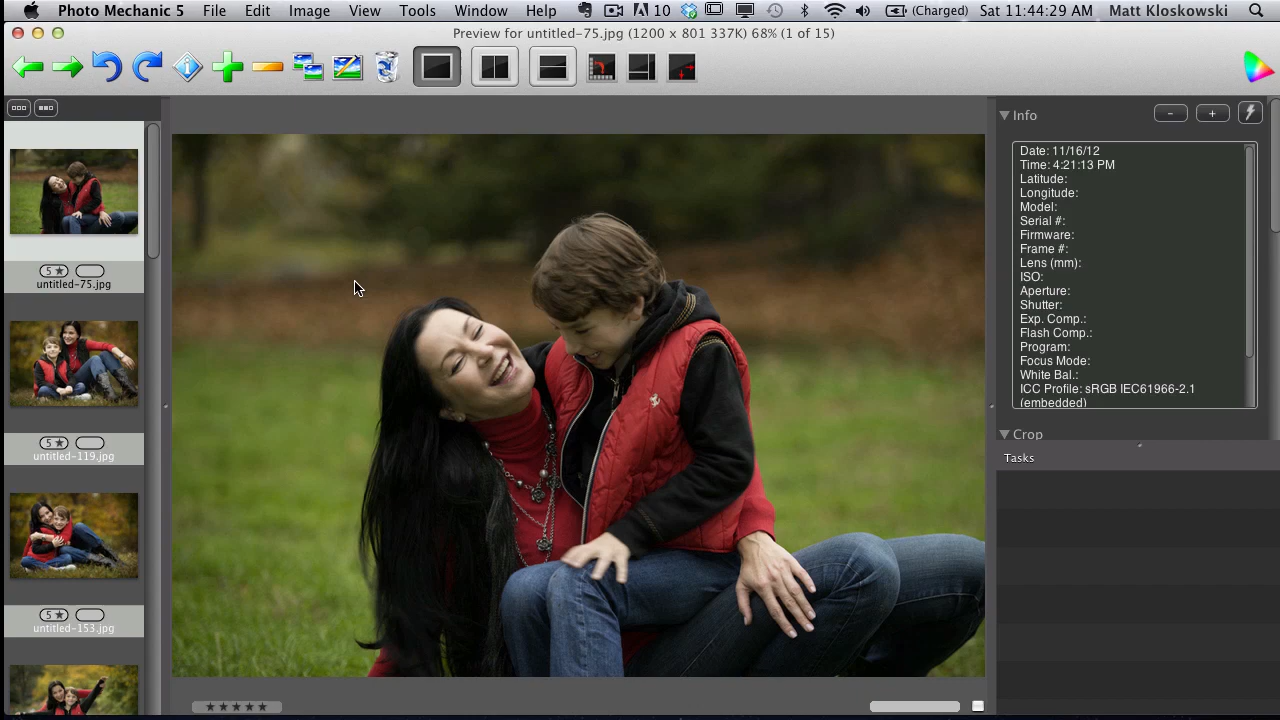 Photo Mechanic 5 File Edit Image View Tools Window Help 10 (Charged) Sat 11:44:29 AM Matt Kloskowski
Preview for untitled-75.jpg (1200 x 801 337K) 68% (1 of 15)
Info
- +
Date: 11/16/12
Time: 4:21:13 PM
Latitude:
Longitude:
Model:
Serial #:
Firmware:
Frame #:
Lens (mm):
ISO:
Aperture:
Shutter:
Exp. Comp.:
Flash Comp.:
Program:
Focus Mode:
White Bal.:
ICC Profile: sRGB IEC61966-2.1
(embedded)
Crop
Tasks
5 ★
untitled-75.jpg
5 ★
untitled-119.jpg
5 ★
untitled-153.jpg
★★★★★